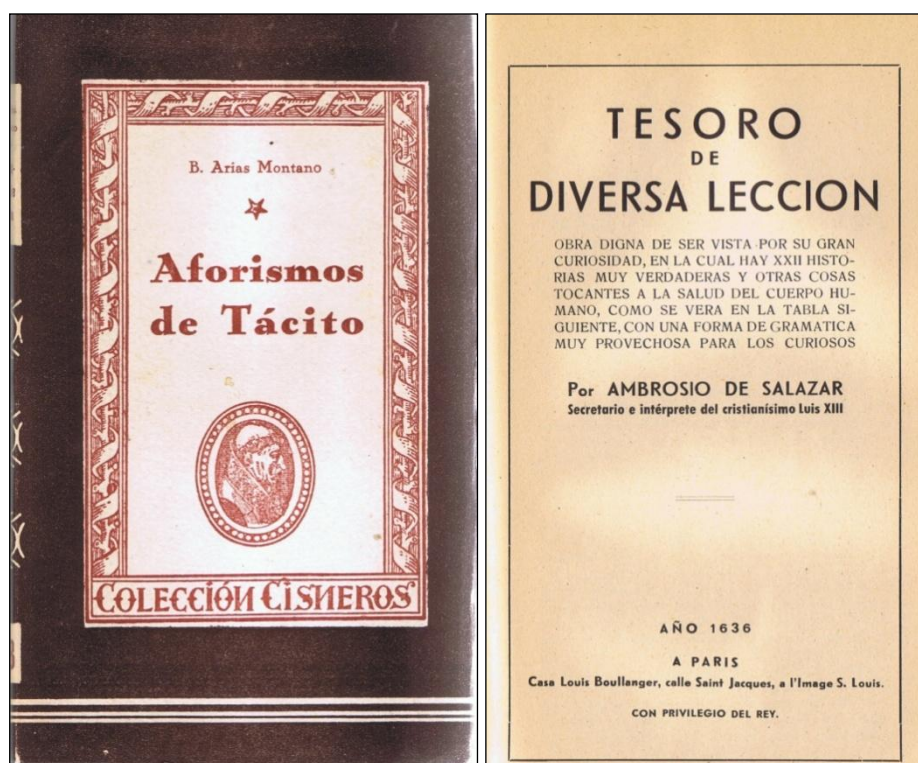 B. Arias Montano
Aforismos
de Tácito
COLECCIÓN CISNEROS
TESORO
DE
DIVERSA LECCION
OBRA DIGNA DE SER VISTA POR SU GRAN
CURIOSIDAD, EN LA CUAL HAY XXII HISTO-
RIAS MUY VERDADERAS Y OTRAS COSAS
TOCANTES A LA SALUD DEL CUERPO HU-
MANO, COMO SE VERA EN LA TABLA SI-
GUIENTE, CON UNA FORMA DE GRAMATICA
MUY PROVECHOSA PARA LOS CURIOSOS
Por AMBROSIO DE SALAZAR
Secretario e intérprete del cristianísimo Luis XIII
AÑO 1636
A PARIS
Casa Louis Boullanger, calle Saint Jacques, a l'Image S. Louis.
CON PRIVILEGIO DEL REY.